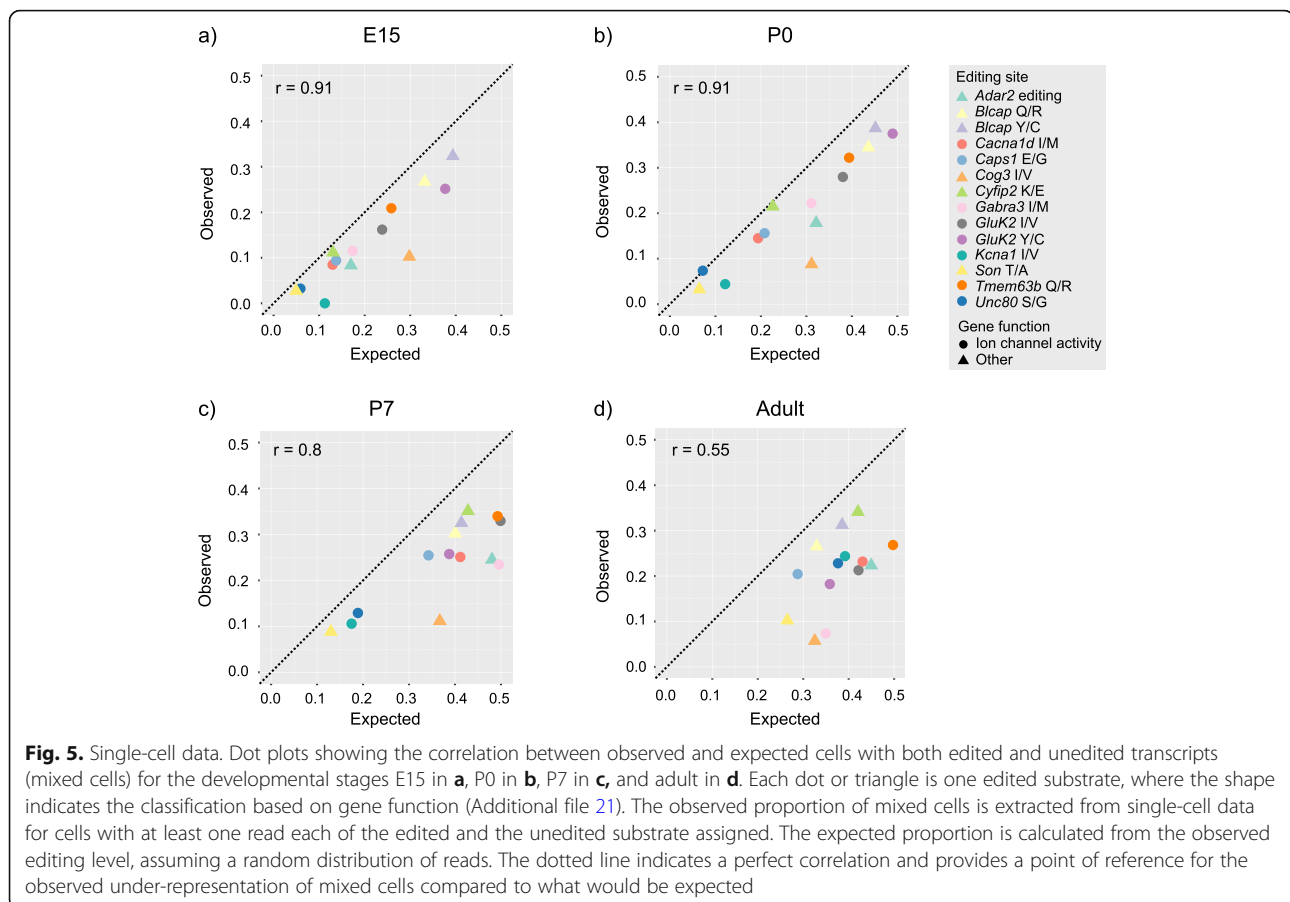 a)
E15
0.5
r = 0.91
0.4
0.3
Observed
0.2
0.1
0.0
0.0 0.1 0.2 0.3 0.4 0.5
Expected
b)
P0
0.5
r = 0.91
0.4
0.3
Observed
0.2
0.1
0.0
0.0 0.1 0.2 0.3 0.4 0.5
Expected
Editing site
Adar2 editing
Blcap Q/R
Blcap Y/C
Cacna1d I/M
Caps1 E/G
Cog3 I/V
Cyfip2 K/E
Gabra3 I/M
GluK2 I/V
GluK2 Y/C
Kcna1 I/V
Son T/A
Tmem63b Q/R
Unc80 S/G
Gene function
Ion channel activity
Other
c)
P7
0.5
r = 0.8
0.4
0.3
Observed
0.2
0.1
0.0
0.0 0.1 0.2 0.3 0.4 0.5
Expected
d)
Adult
0.5
r = 0.55
0.4
0.3
Observed
0.2
0.1
0.0
0.0 0.1 0.2 0.3 0.4 0.5
Expected
Fig. 5. Single-cell data. Dot plots showing the correlation between observed and expected cells with both edited and unedited transcripts
(mixed cells) for the developmental stages E15 in a, P0 in b, P7 in c, and adult in d. Each dot or triangle is one edited substrate, where the shape
indicates the classification based on gene function (Additional file 21). The observed proportion of mixed cells is extracted from single-cell data
for cells with at least one read each of the edited and the unedited substrate assigned. The expected proportion is calculated from the observed
editing level, assuming a random distribution of reads. The dotted line indicates a perfect correlation and provides a point of reference for the
observed under-representation of mixed cells compared to what would be expected